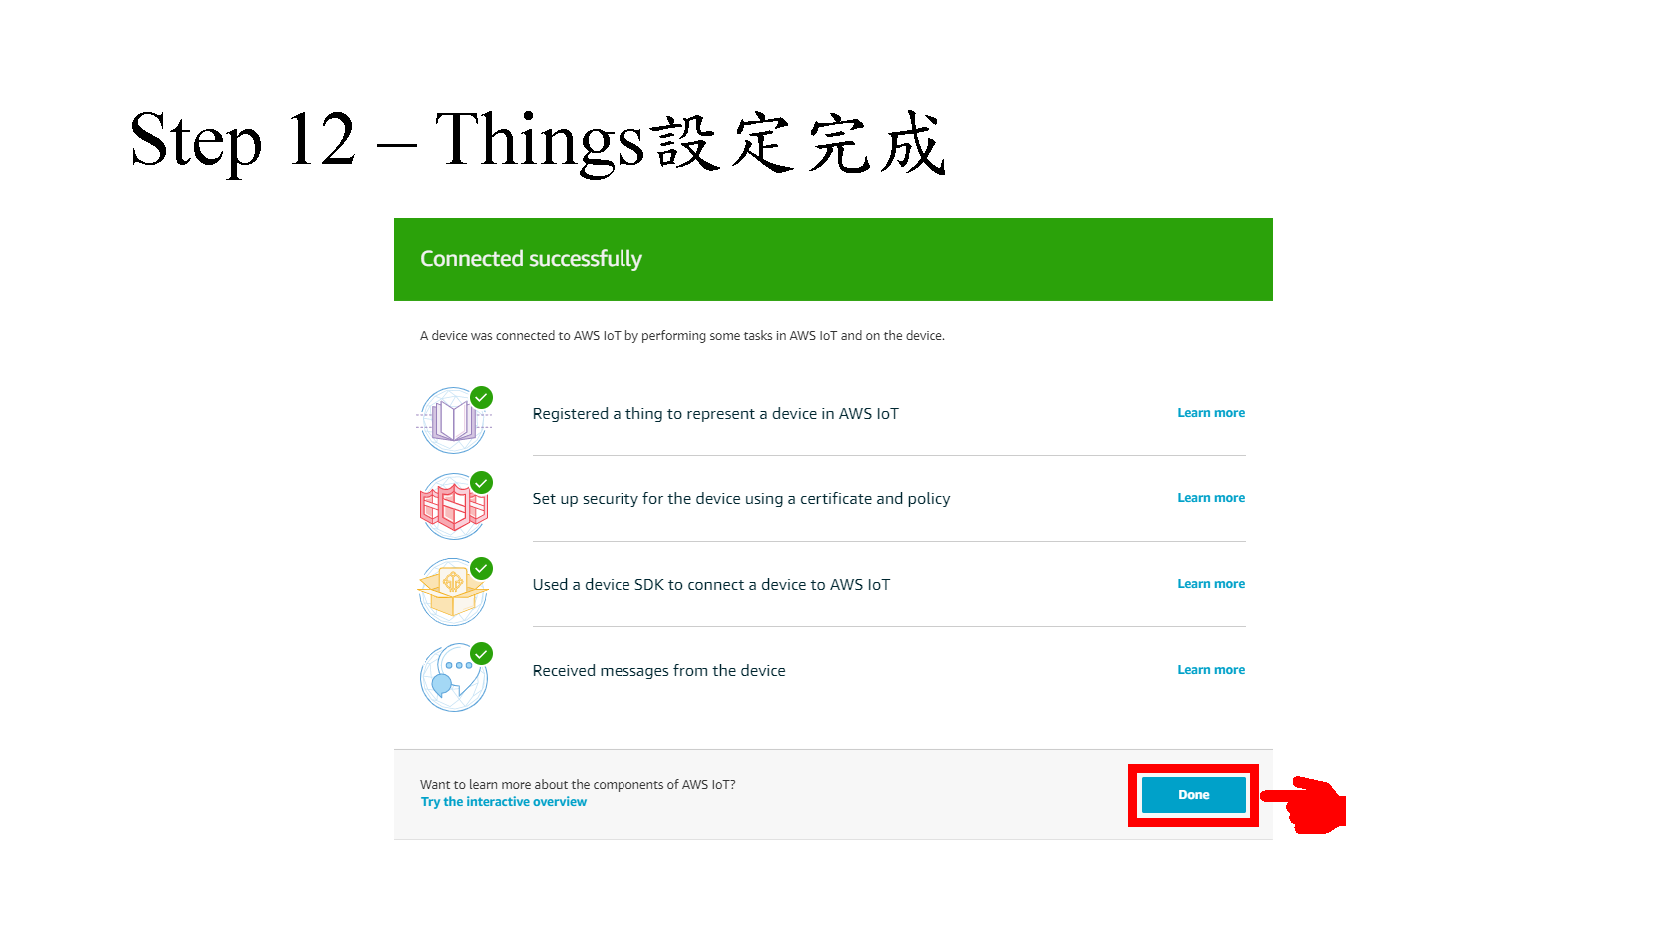 Step 12 – Things設定完成
Connected successfully
A device was connected to AWS IoT by performing some tasks in AWS IoT and on the device.
Registered a thing to represent a device in AWS IoT Learn more
Set up security for the device using a certificate and policy Learn more
Used a device SDK to connect a device to AWS IoT Learn more
Received messages from the device Learn more
Want to learn more about the components of AWS IoT?
Try the interactive overview
Done